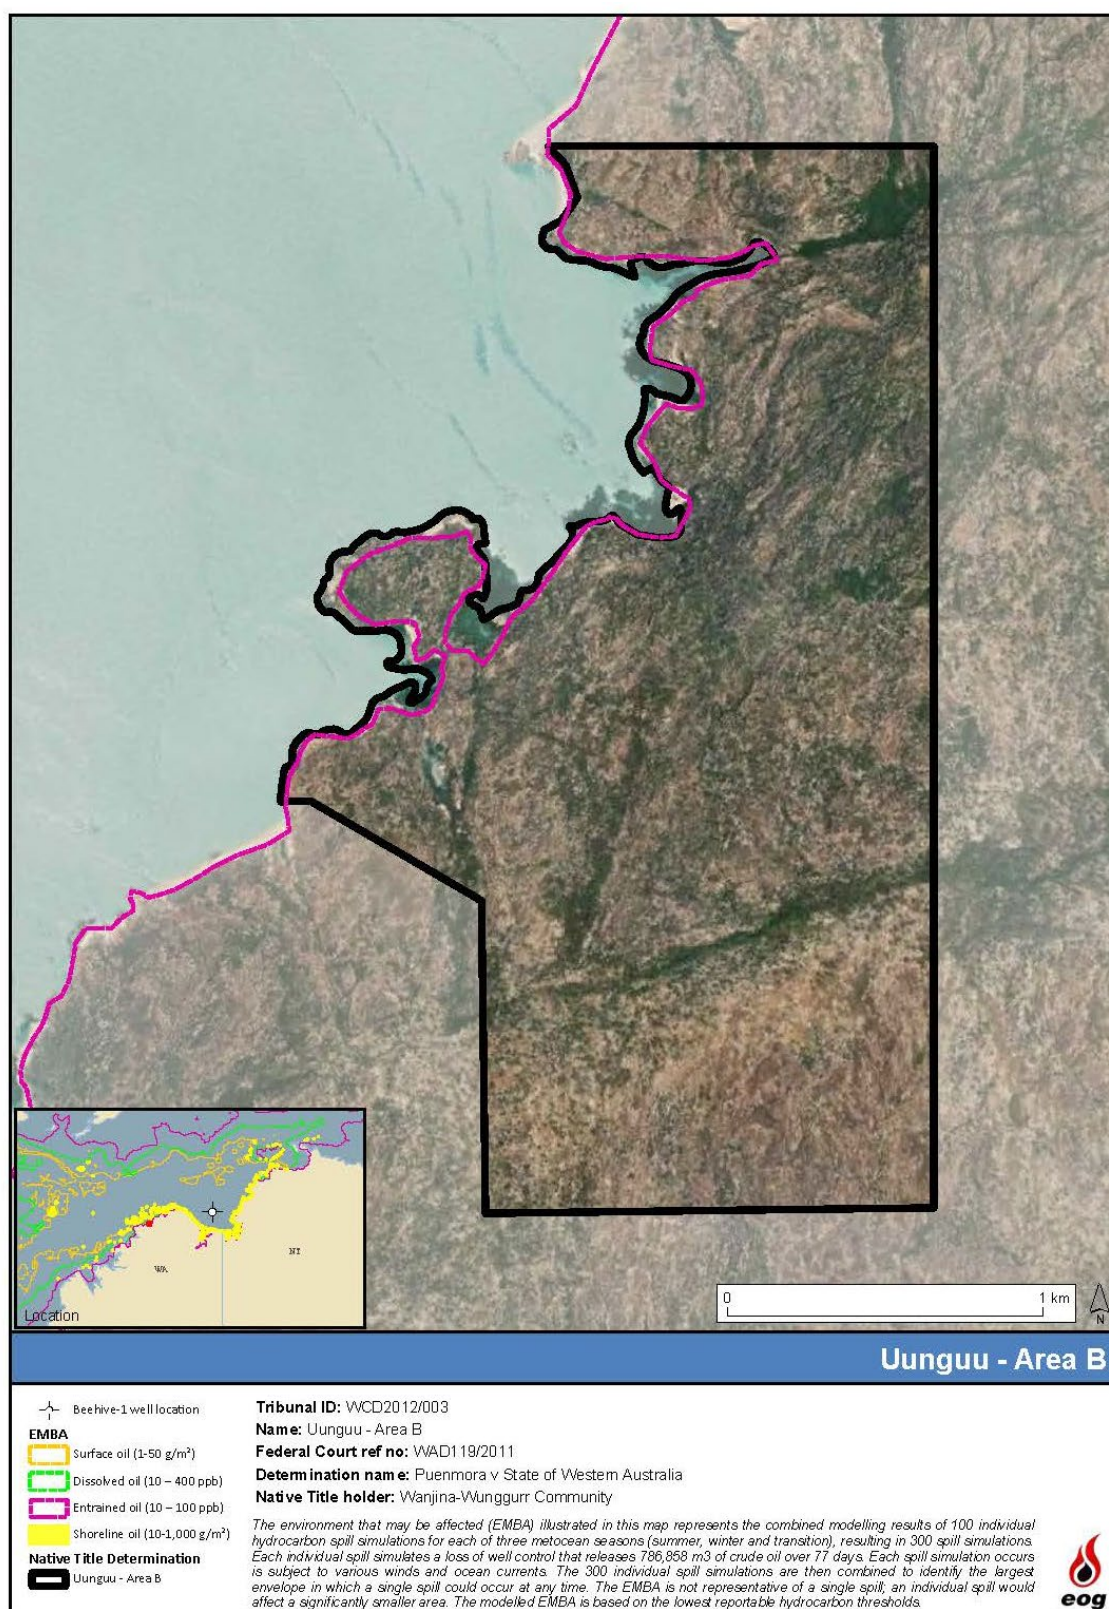 WA
NT
Location
0 1 km
N
Uunguu - Area B
Beehive-1 well location
EMBA
Surface oil (1-50 g/m²)
Dissolved oil (10 – 400 ppb)
Entrained oil (10 – 100 ppb)
Shoreline oil (10-1,000 g/m²)
Native Title Determination
Uunguu - Area B
Tribunal ID: WCD2012/003
Name: Uunguu - Area B
Federal Court ref no: WAD119/2011
Determination name: Puenmora v State of Western Australia
Native Title holder: Wanjina-Wunggurr Community
The environment that may be affected (EMBA) illustrated in this map represents the combined modelling results of 100 individual
hydrocarbon spill simulations for each of three metocean seasons (summer, winter and transition), resulting in 300 spill simulations.
Each individual spill simulates a loss of well control that releases 786,858 m3 of crude oil over 77 days. Each spill simulation occurs
is subject to various winds and ocean currents. The 300 individual spill simulations are then combined to identify the largest
envelope in which a single spill could occur at any time. The EMBA is not representative of a single spill; an individual spill would
affect a significantly smaller area. The modelled EMBA is based on the lowest reportable hydrocarbon thresholds.
eog